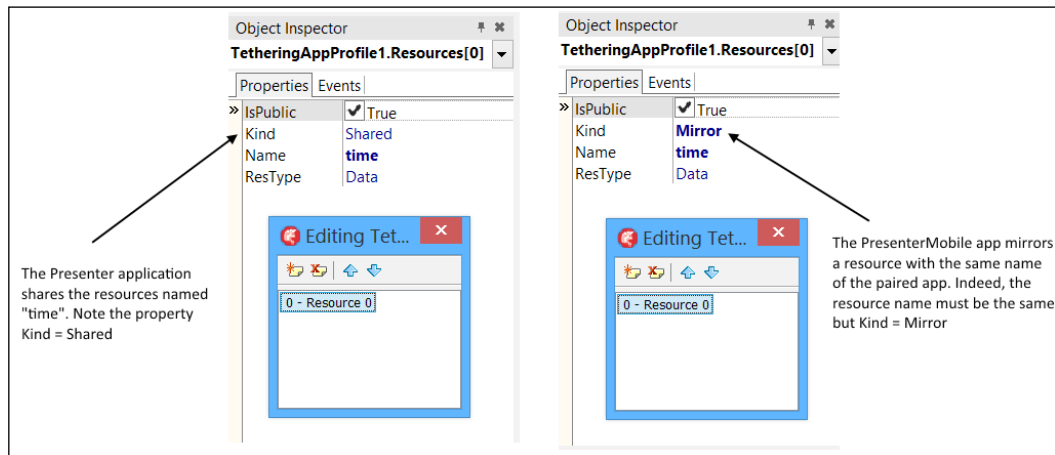 Object Inspector
TetheringAppProfile1.Resources[0]
Properties Events
» IsPublic True
Kind Shared
Name time
ResType Data
Editing Tet...
0 - Resource 0
The Presenter application
shares the resources named
"time". Note the property
Kind = Shared
Object Inspector
TetheringAppProfile1.Resources[0]
Properties Events
» IsPublic True
Kind Mirror
Name time
ResType Data
Editing Tet...
0 - Resource 0
The PresenterMobile app mirrors
a resource with the same name
of the paired app. Indeed, the
resource name must be the same
but Kind = Mirror